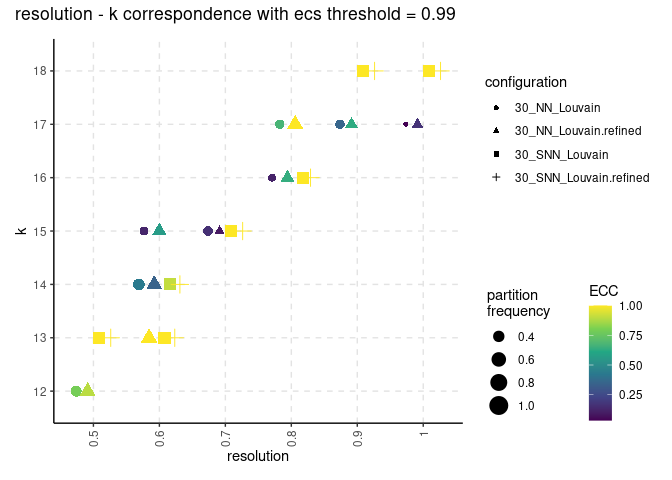 resolution - k correspondence with ecs threshold = 0.99
k
18
17
16
15
14
13
12
0.5
0.6
0.7
0.8
0.9
1
resolution
configuration
30_NN_Louvain
30_NN_Louvain.refined
30_SNN_Louvain
30_SNN_Louvain.refined
partition
frequency
0.4
0.6
0.8
1.0
ECC
1.00
0.75
0.50
0.25